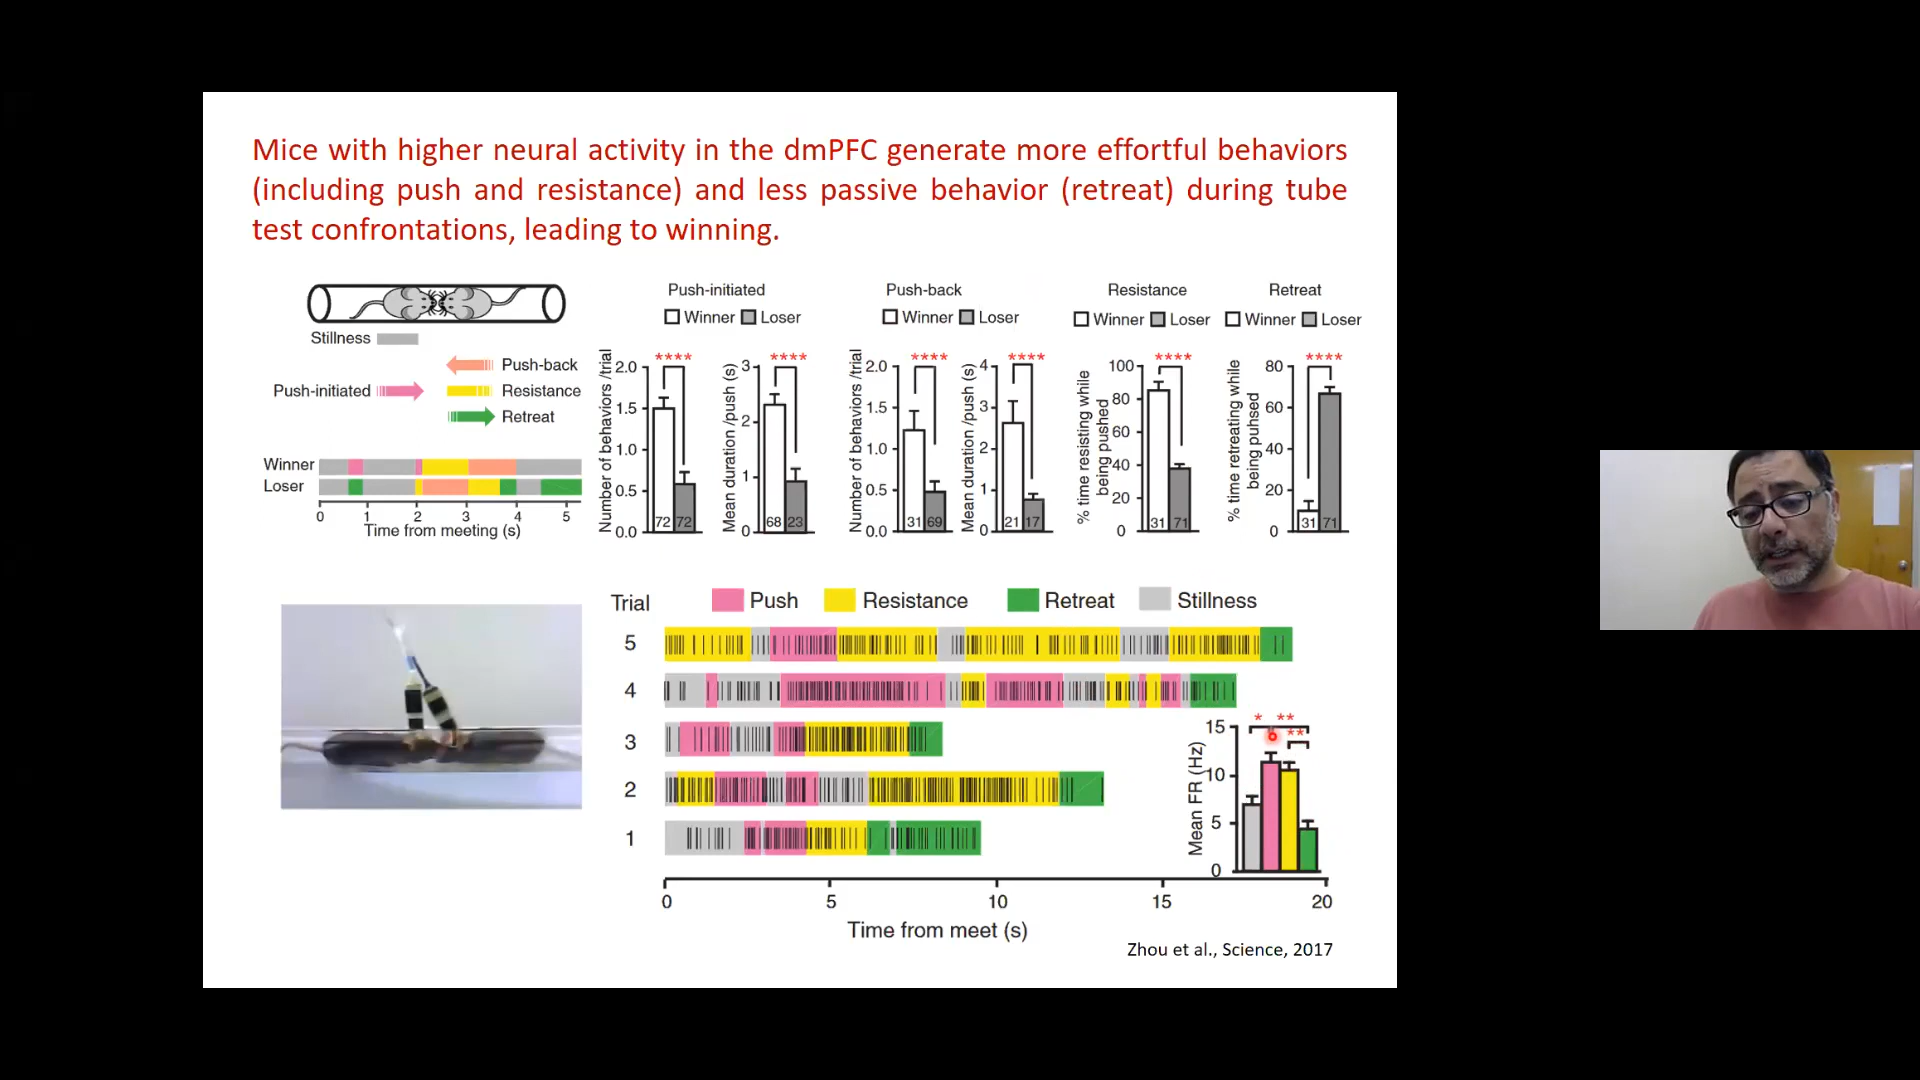 Mice with higher neural activity in the dmPFC generate more effortful behaviors
(including push and resistance) and less passive behavior (retreat) during tube
test confrontations, leading to winning.
Stillness
Push-back
Push-initiated
Resistance
Retreat
Winner
Loser
0 1 2 3 4 5
Time from meeting (s)
Push-initiated
Winner Loser
Number of behaviors /trial
2.0
1.5
1.0
0.5
0.0
****
72 72
Mean duration /push (s)
3
2
1
0
****
68 23
Push-back
Winner Loser
Number of behaviors /trial
2.0
1.5
1.0
0.5
0.0
****
31 69
Mean duration /push (s)
4
3
2
1
0
****
21 17
Resistance
Winner Loser
% time resisting while
being pushed
100
80
60
40
20
0
****
31 71
Retreat
Winner Loser
% time retreating while
being puhsed
80
60
40
20
0
****
31 71
Trial
Push Resistance Retreat Stillness
5
4
3
2
1
0 5 10 15 20
Time from meet (s)
Mean FR (Hz)
15
10
5
0
* **
**
Zhou et al., Science, 2017